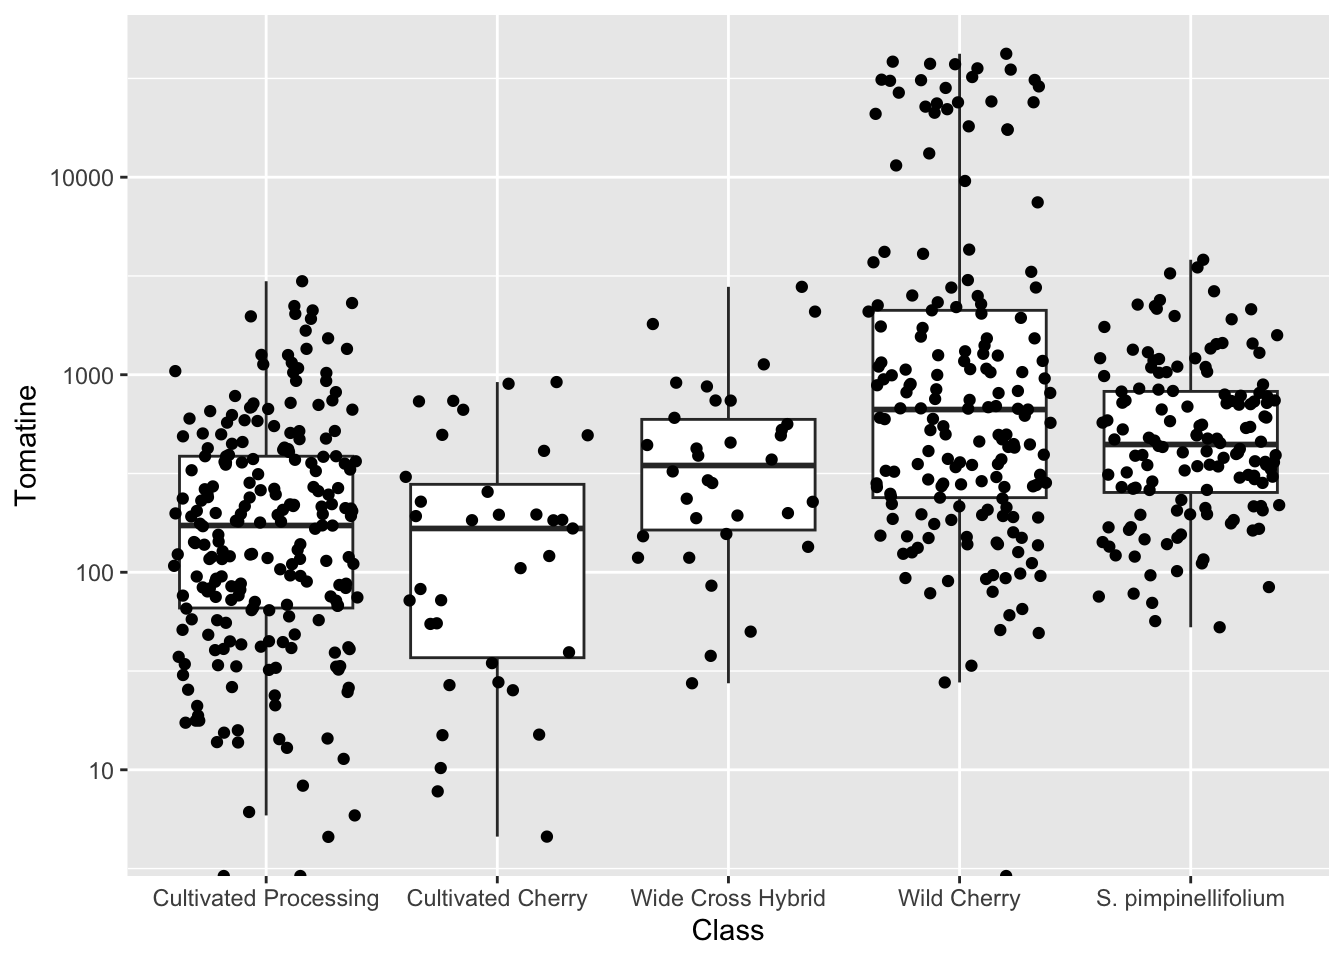 Tomatine
10000
1000
100
10
Cultivated Processing
Cultivated Cherry
Wide Cross Hybrid
Wild Cherry
S. pimpinellifolium
Class